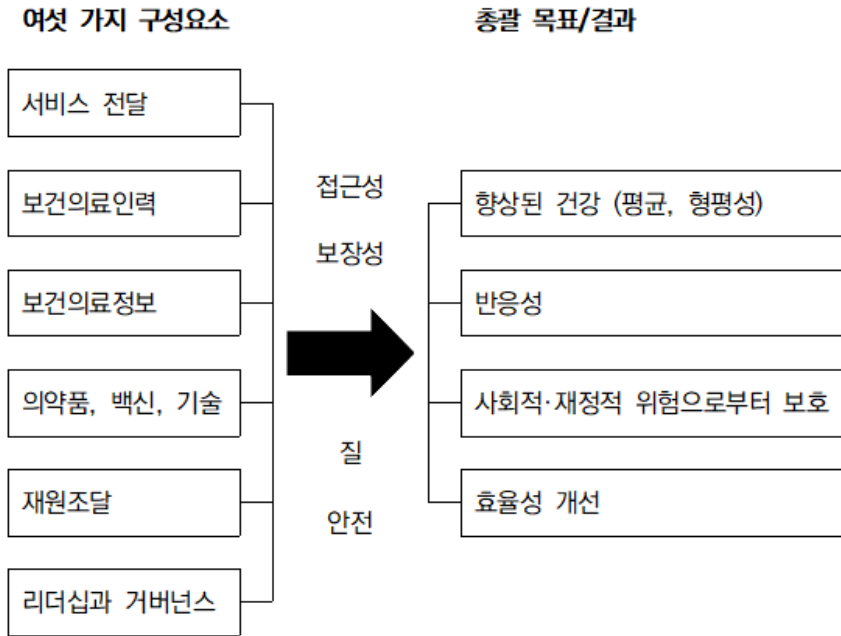 여섯 가지 구성요소
총괄 목표/결과
서비스 전달
보건의료인력
보건의료정보
의약품, 백신, 기술
재원조달
리더십과 거버넌스
접근성
보장성
질
안전
향상된 건강 (평균, 형평성)
반응성
사회적·재정적 위험으로부터 보호
효율성 개선